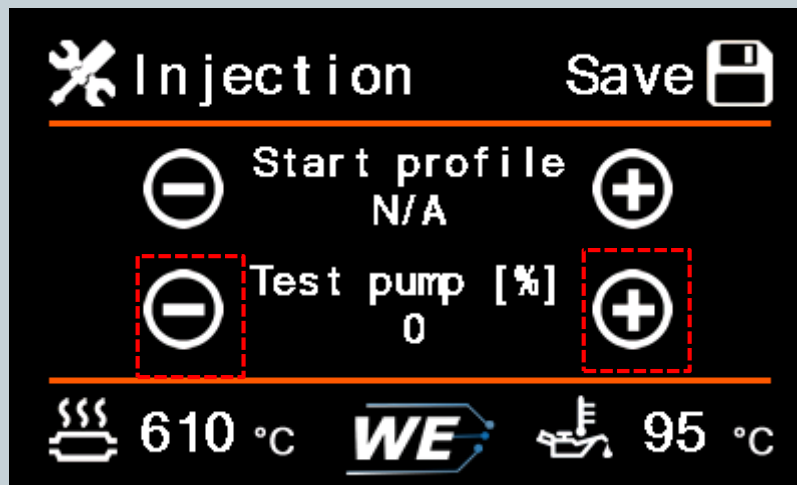 Injection Save
Start profile
N/A
Test pump [%]
0
610 °C WE 95 °C